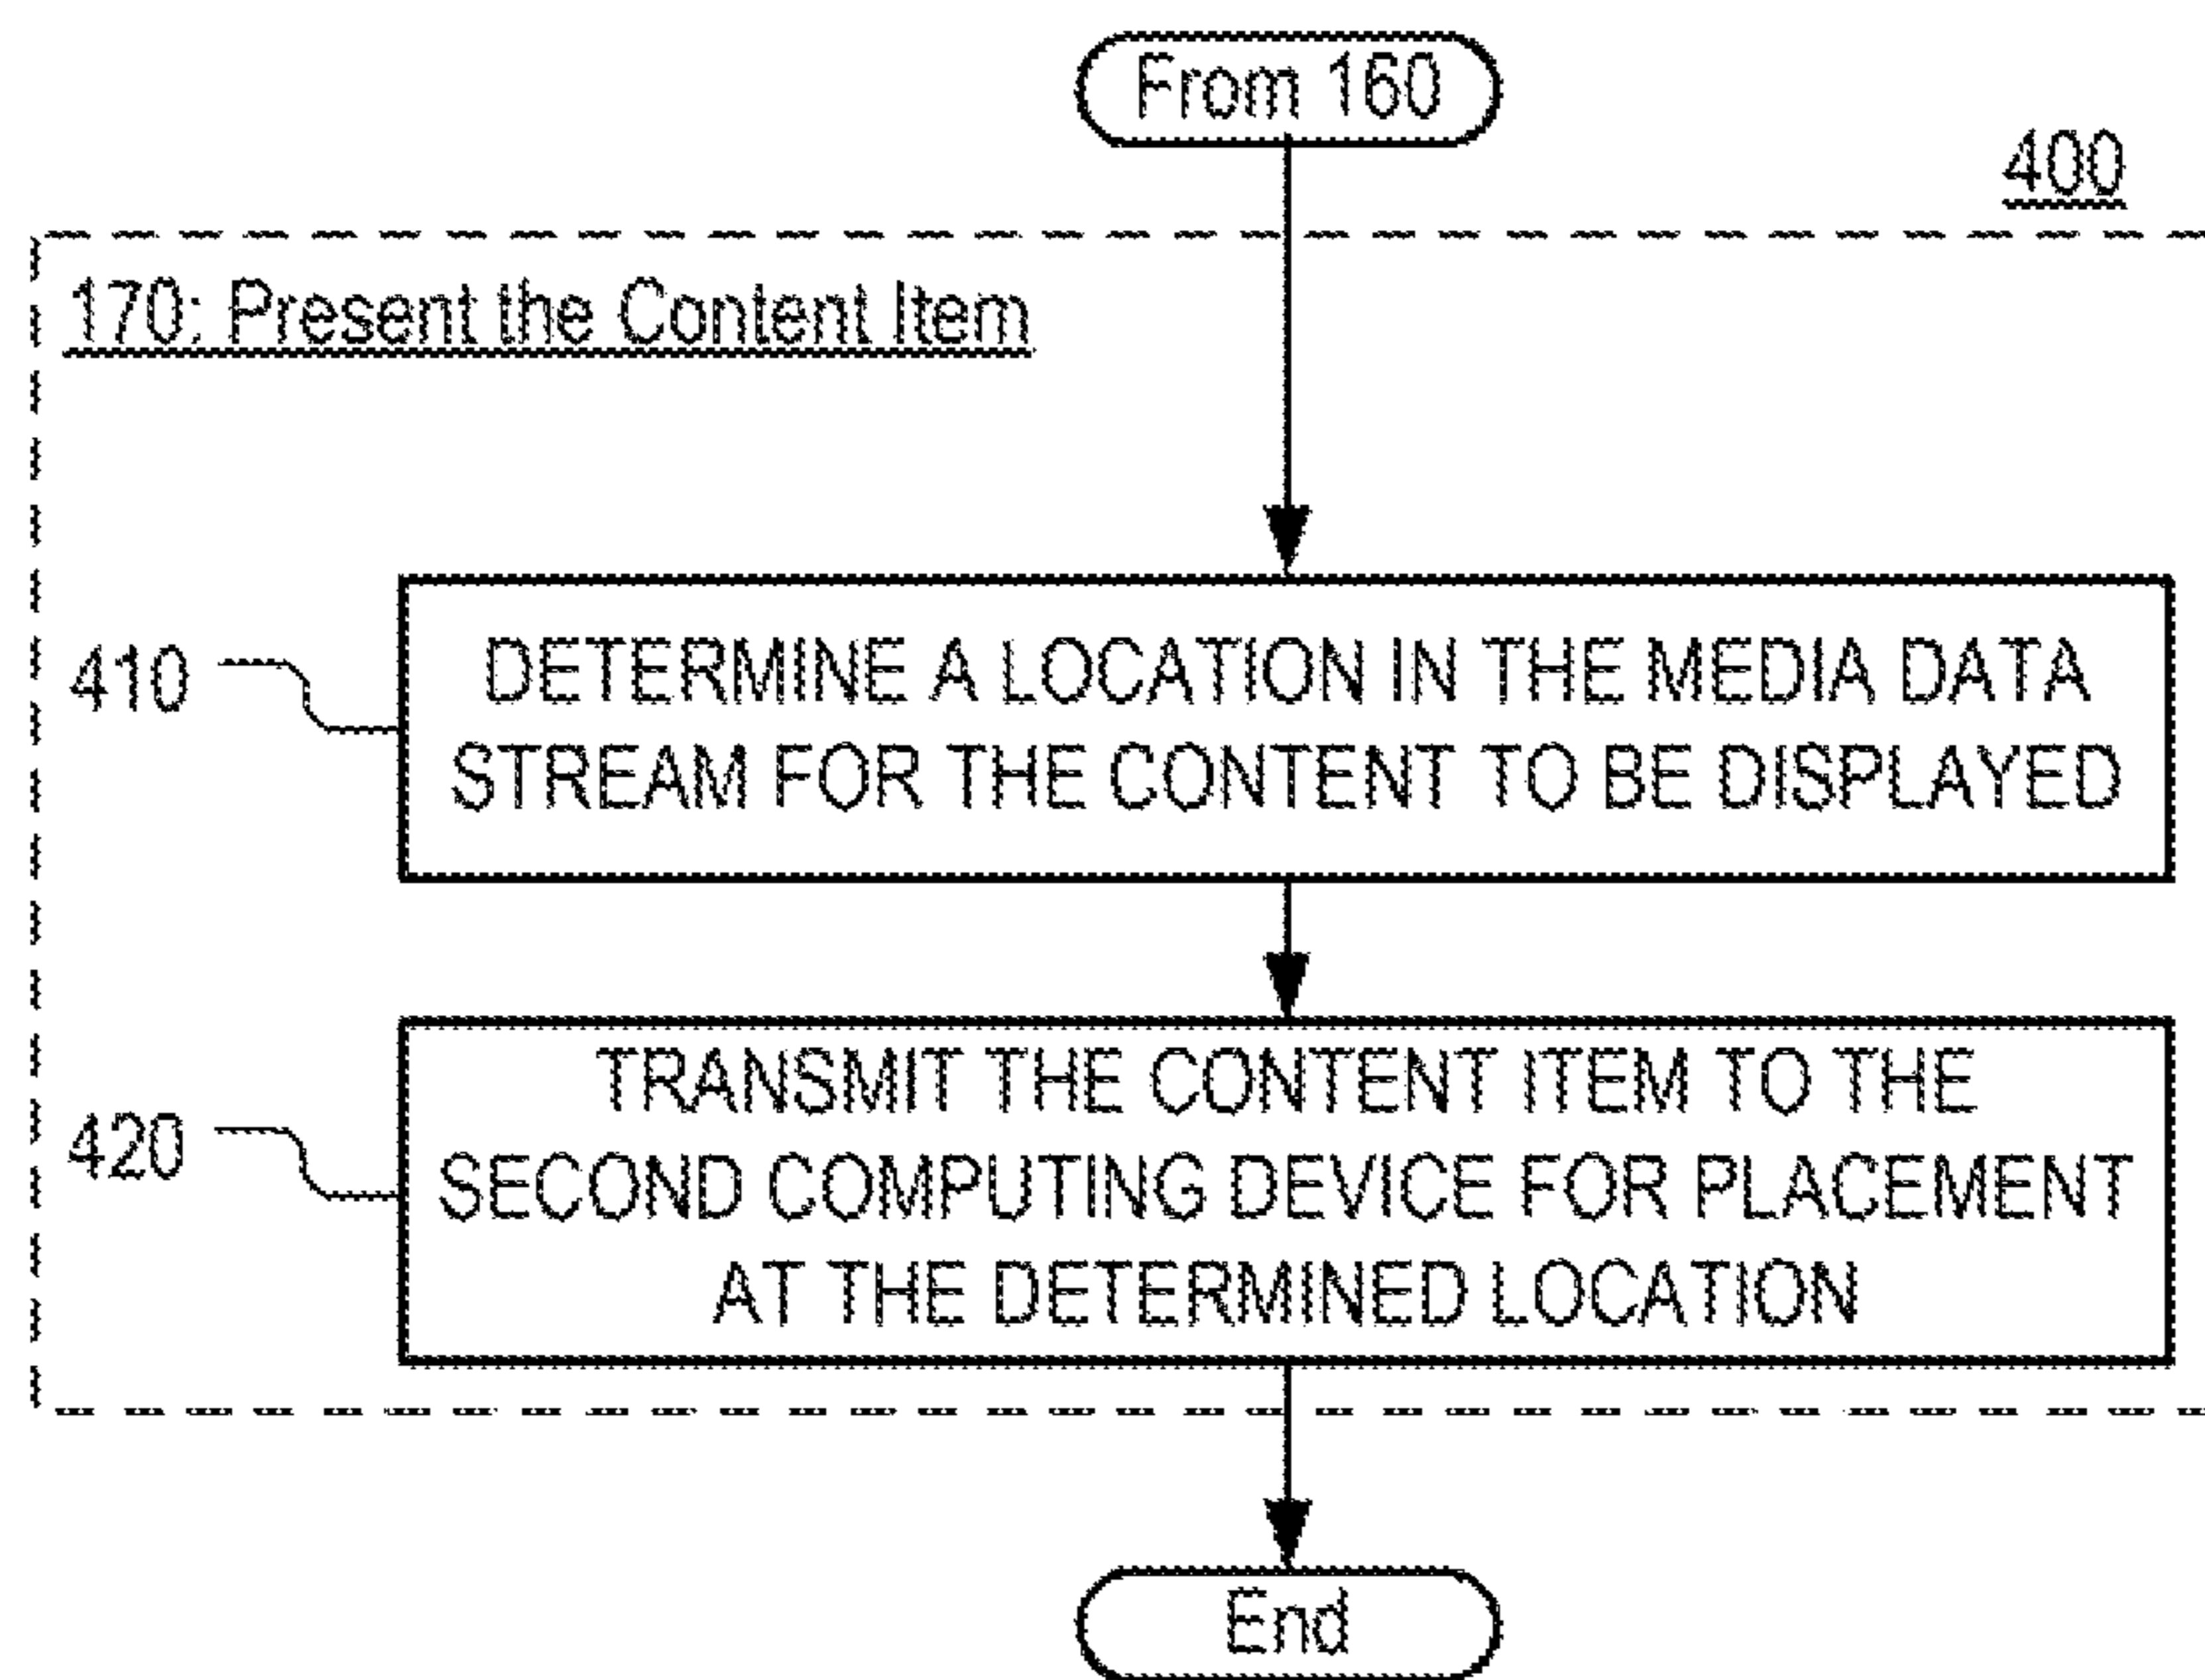 From 160
400
170: Present the Content Item
410
DETERMINE A LOCATION IN THE MEDIA DATA
STREAM FOR THE CONTENT TO BE DISPLAYED
420
TRANSMIT THE CONTENT ITEM TO THE
SECOND COMPUTING DEVICE FOR PLACEMENT
AT THE DETERMINED LOCATION
End